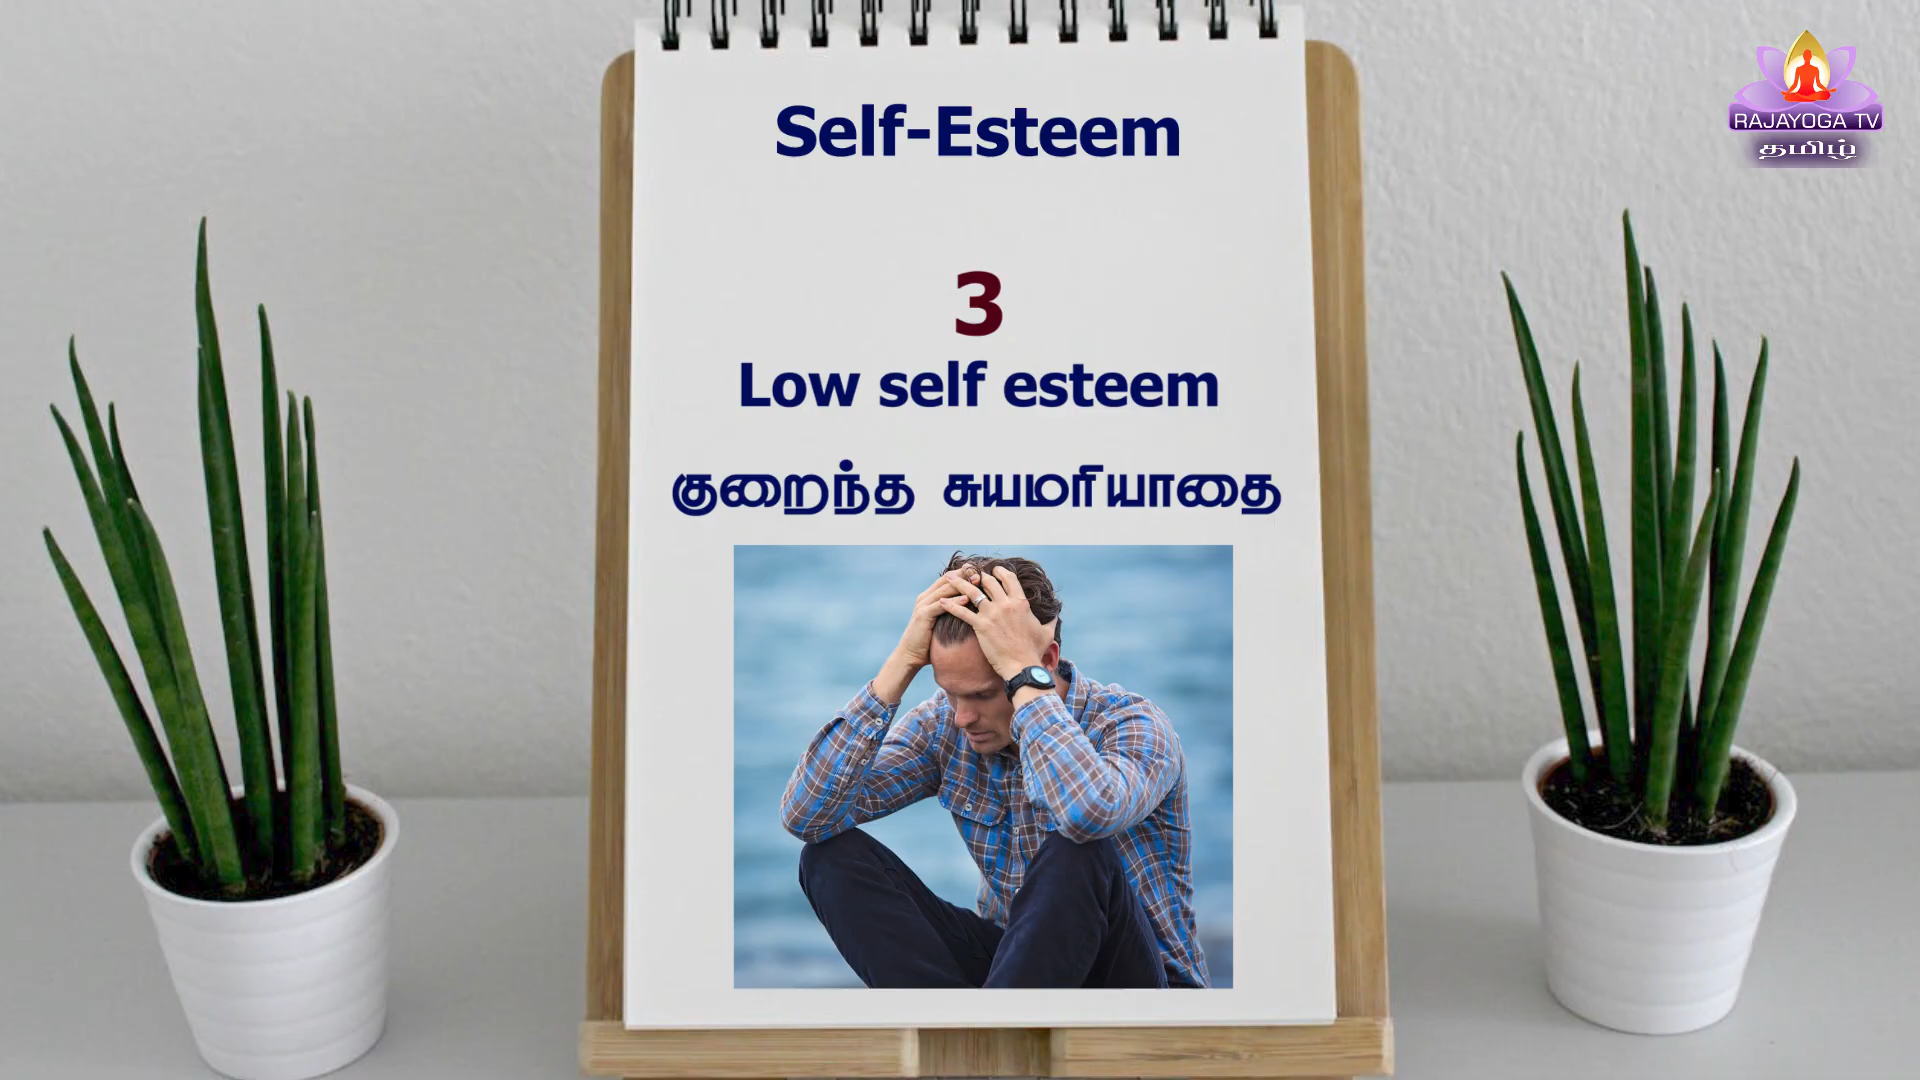 Self-Esteem
3
Low self esteem
குறைந்த சுயமரியாதை
RAJAYOGA TV
தமிழ்